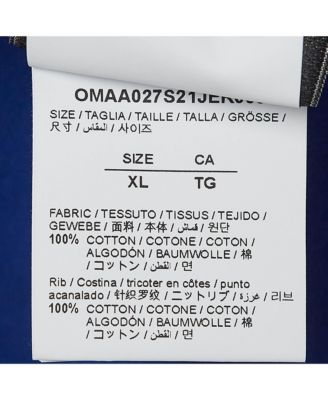 OMAA027S21JER
SIZE / TAGLIA / TAILLE / TALLA / GRÖSSE /
尺寸 / المقاس / 사이즈
SIZE CA
XL TG
FABRIC / TESSUTO / TISSUS / TEJIDO /
GEWEBE / 面料 / 本体 / قماش / 원단
100% COTTON / COTONE / COTON /
ALGODÓN / BAUMWOLLE / 棉
/ コットン / القطن / 면
Rib / Costina / tricoter en côtes / punto
acanalado / 针织罗纹 / ニットリブ / غرزة / 리브
100% COTTON / COTONE / COTON /
ALGODÓN / BAUMWOLLE / 棉
/ コットン / القطن / 면